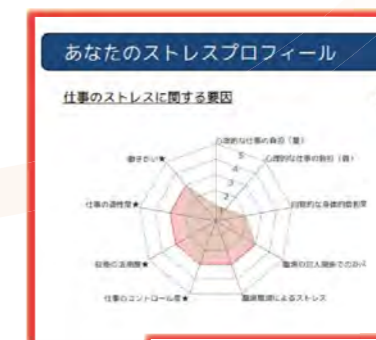 あなたのストレスプロフィール
仕事のストレスに関する要因
心理的な仕事の負担（量）
心理的な仕事の負担（質）
自覚的な身体的負担度
職場の対人関係でのスト
職場環境によるストレス
仕事のコントロール度★
技能の活用度★
仕事の適性度★
働きがい★
5
4
3
2
1